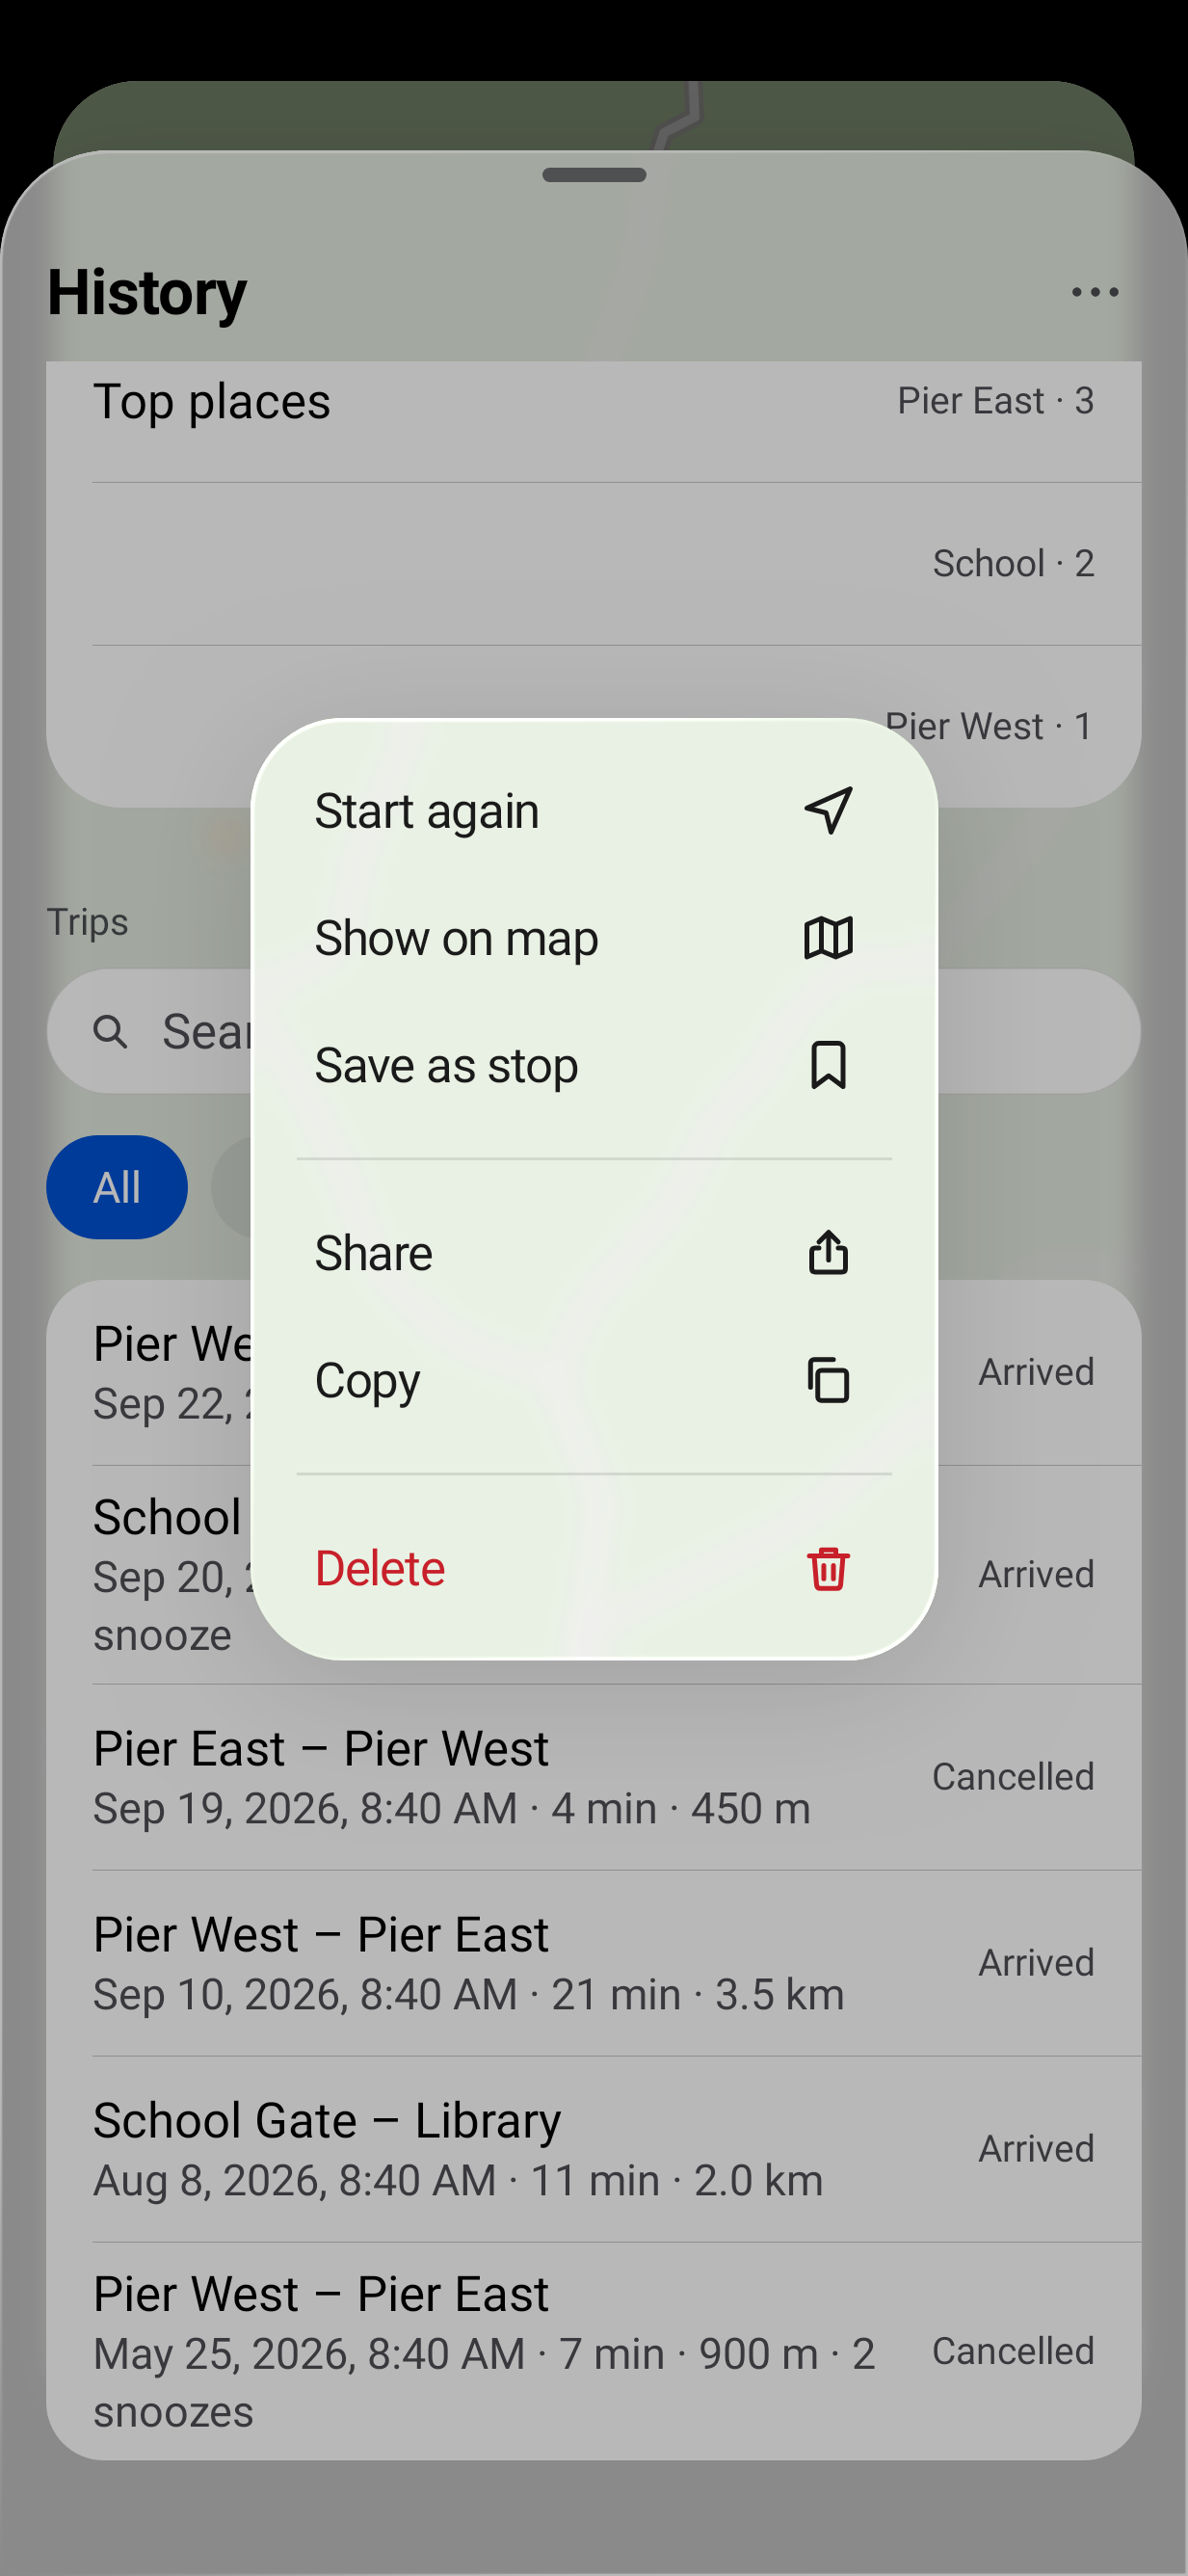 History
Top places
Pier East · 3
School · 2
Pier West · 1
Start again
Show on map
Save as stop
Share
Copy
Delete
Trips
All
Arrived
Sep 22,
School
Sep 20,
snooze
Arrived
Pier East – Pier West
Sep 19, 2026, 8:40 AM · 4 min · 450 m
Cancelled
Pier West – Pier East
Sep 10, 2026, 8:40 AM · 21 min · 3.5 km
Arrived
School Gate – Library
Aug 8, 2026, 8:40 AM · 11 min · 2.0 km
Arrived
Pier West – Pier East
May 25, 2026, 8:40 AM · 7 min · 900 m · 2
snoozes
Cancelled